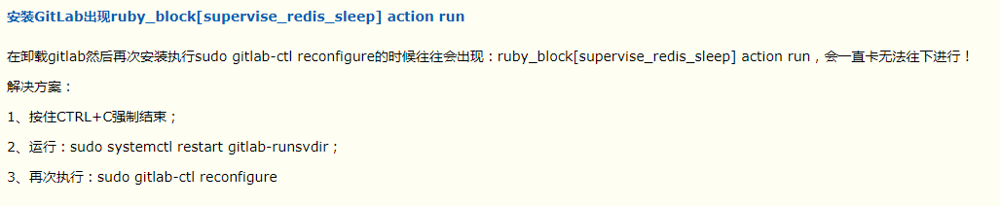 安装GitLab出现ruby_block[supervise_redis_sleep] action run
在卸载gitlab然后再次安装执行sudo gitlab-ctl reconfigure的时候往往会出现：ruby_block[supervise_redis_sleep] action run，会一直卡无法往下进行！
解决方案：
1、按住CTRL+C强制结束；
2、运行：sudo systemctl restart gitlab-runsvdir；
3、再次执行：sudo gitlab-ctl reconfigure